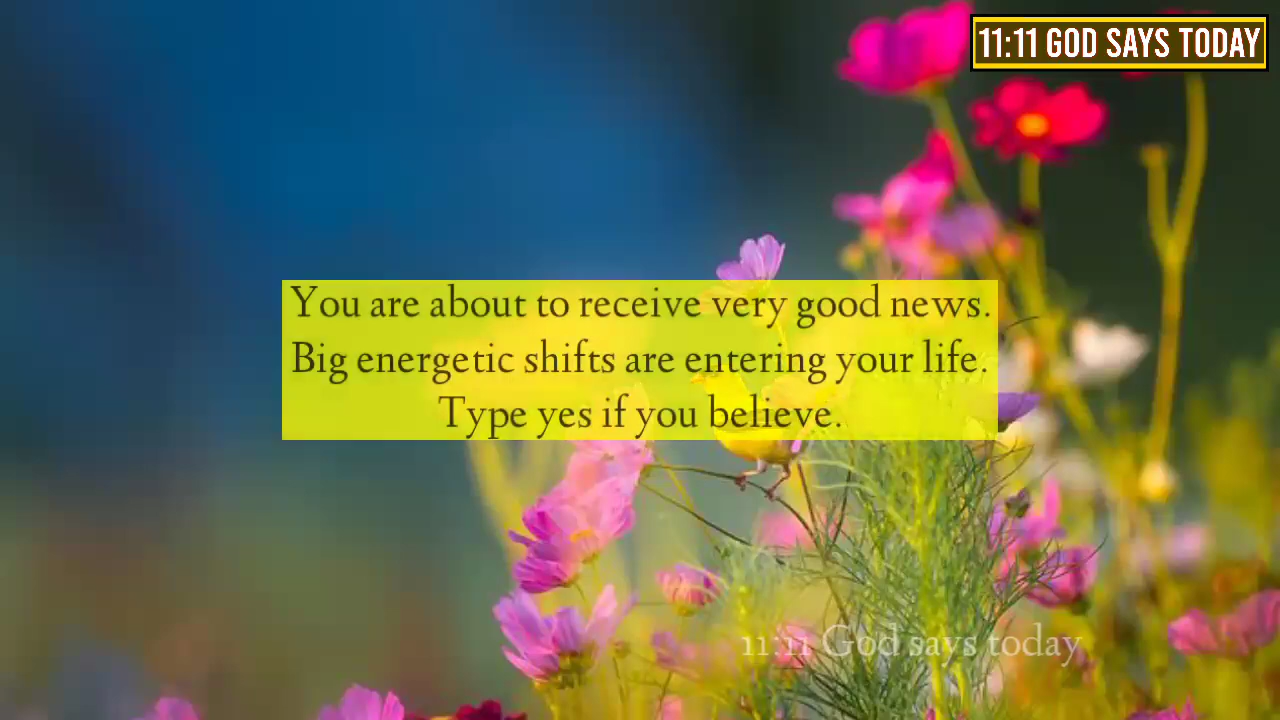 11:11 GOD SAYS TODAY
You are about to receive very good news.
Big energetic shifts are entering your life.
Type yes if you believe.
11:11 God says today